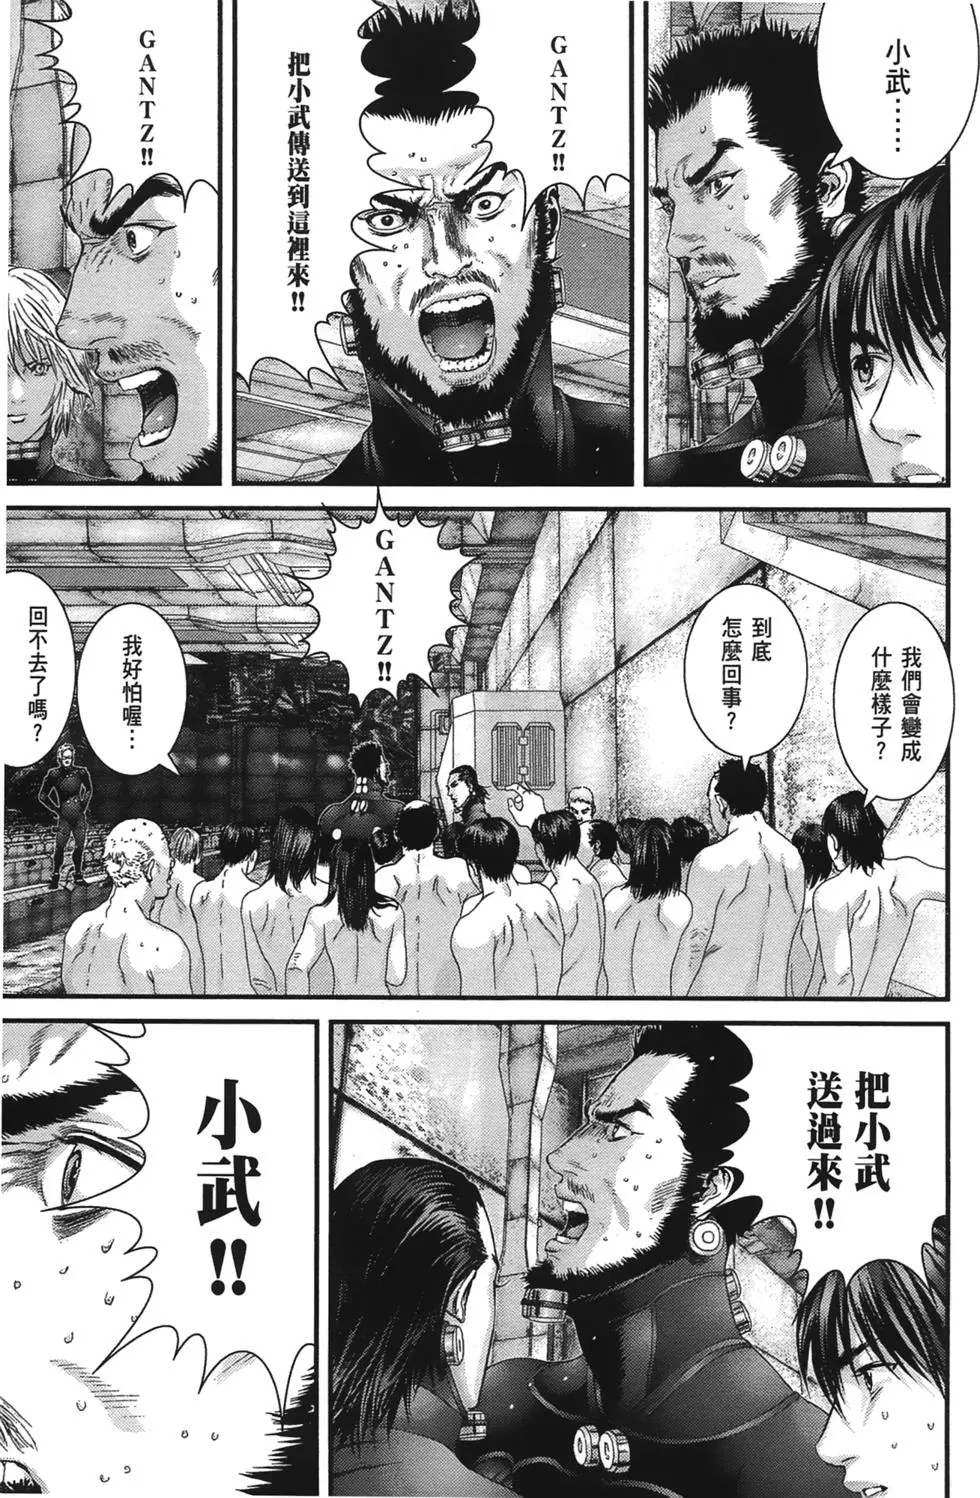 小武……
GANTZ!!
把小武傳送到這裡來!!
GANTZ!!
我們會變成
什麼樣子?
到底
怎麼回事?
GANTZ!!
我好怕喔…
回不去了嗎?
把小武
送過來!!
小武!!